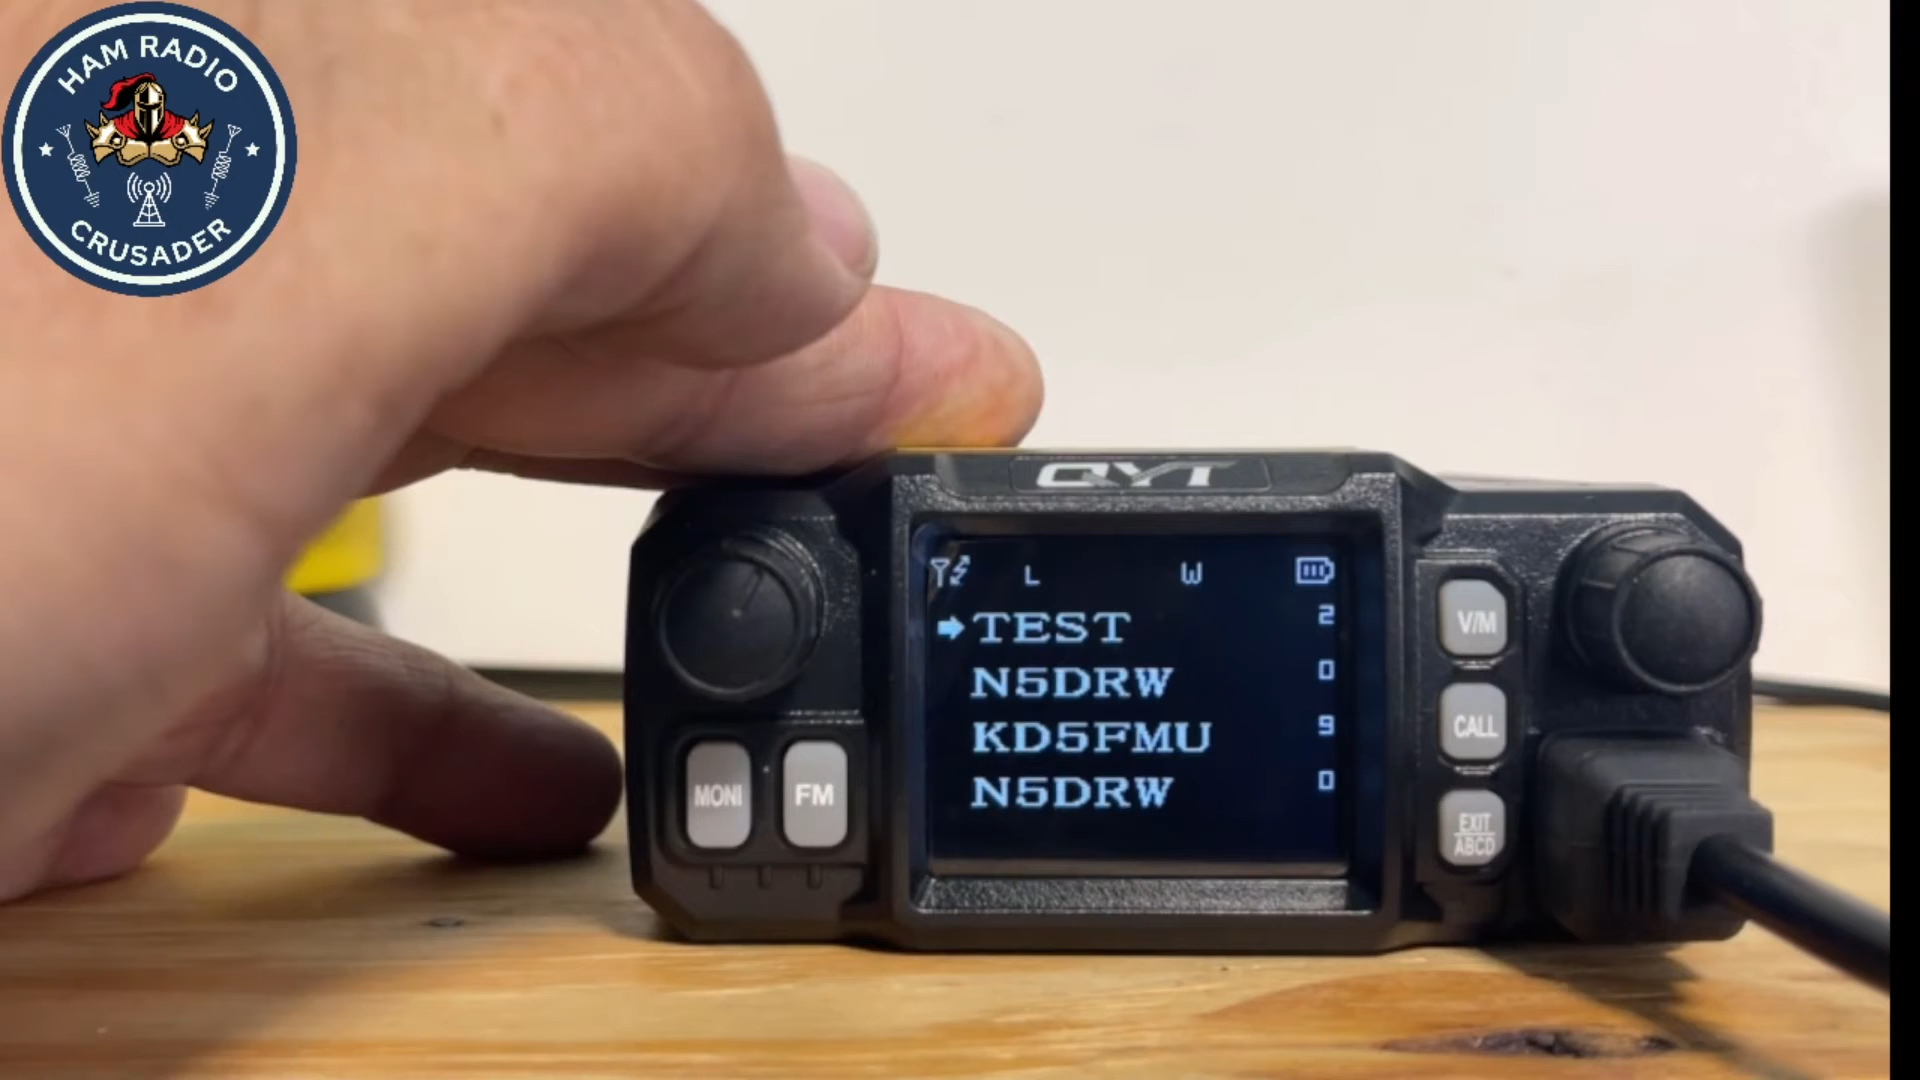 HAM RADIO
CRUSADER
QYT
L W
TEST 2
N5DRW 0
KD5FMU 9
N5DRW 0
MONI
FM
V/M
CALL
EXIT
ABCD